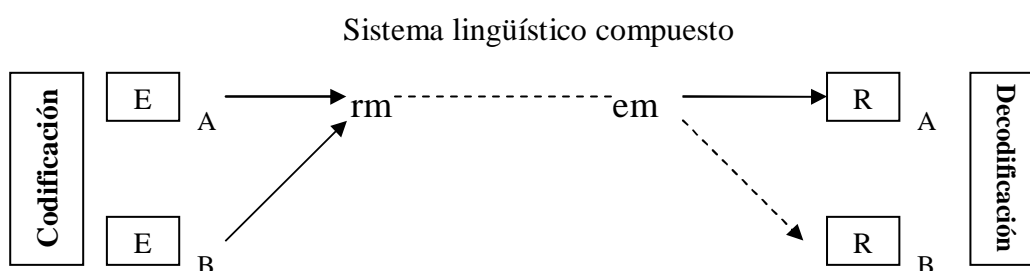 Sistema lingüístico compuesto
Codificación
E A rm em R A
E B R B
Decodificación